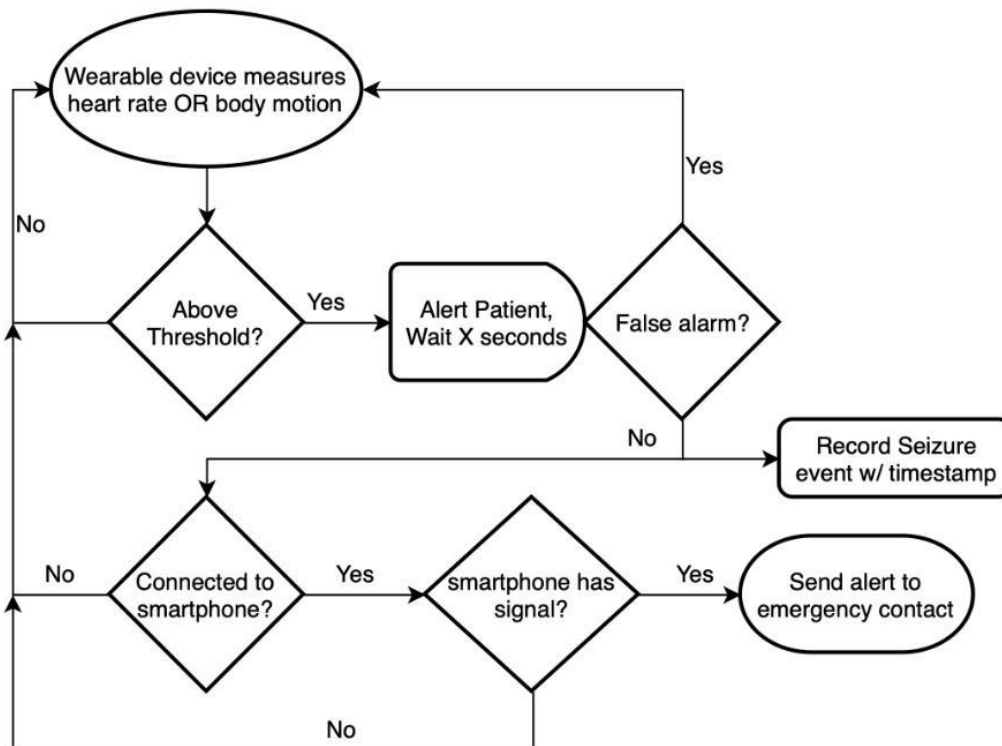 Wearable device measures
heart rate OR body motion
Yes
No
Above
Threshold?
Yes
Alert Patient,
Wait X seconds
False alarm?
No
Record Seizure
event w/ timestamp
No
Connected to
smartphone?
Yes
smartphone has
signal?
Yes
Send alert to
emergency contact
No